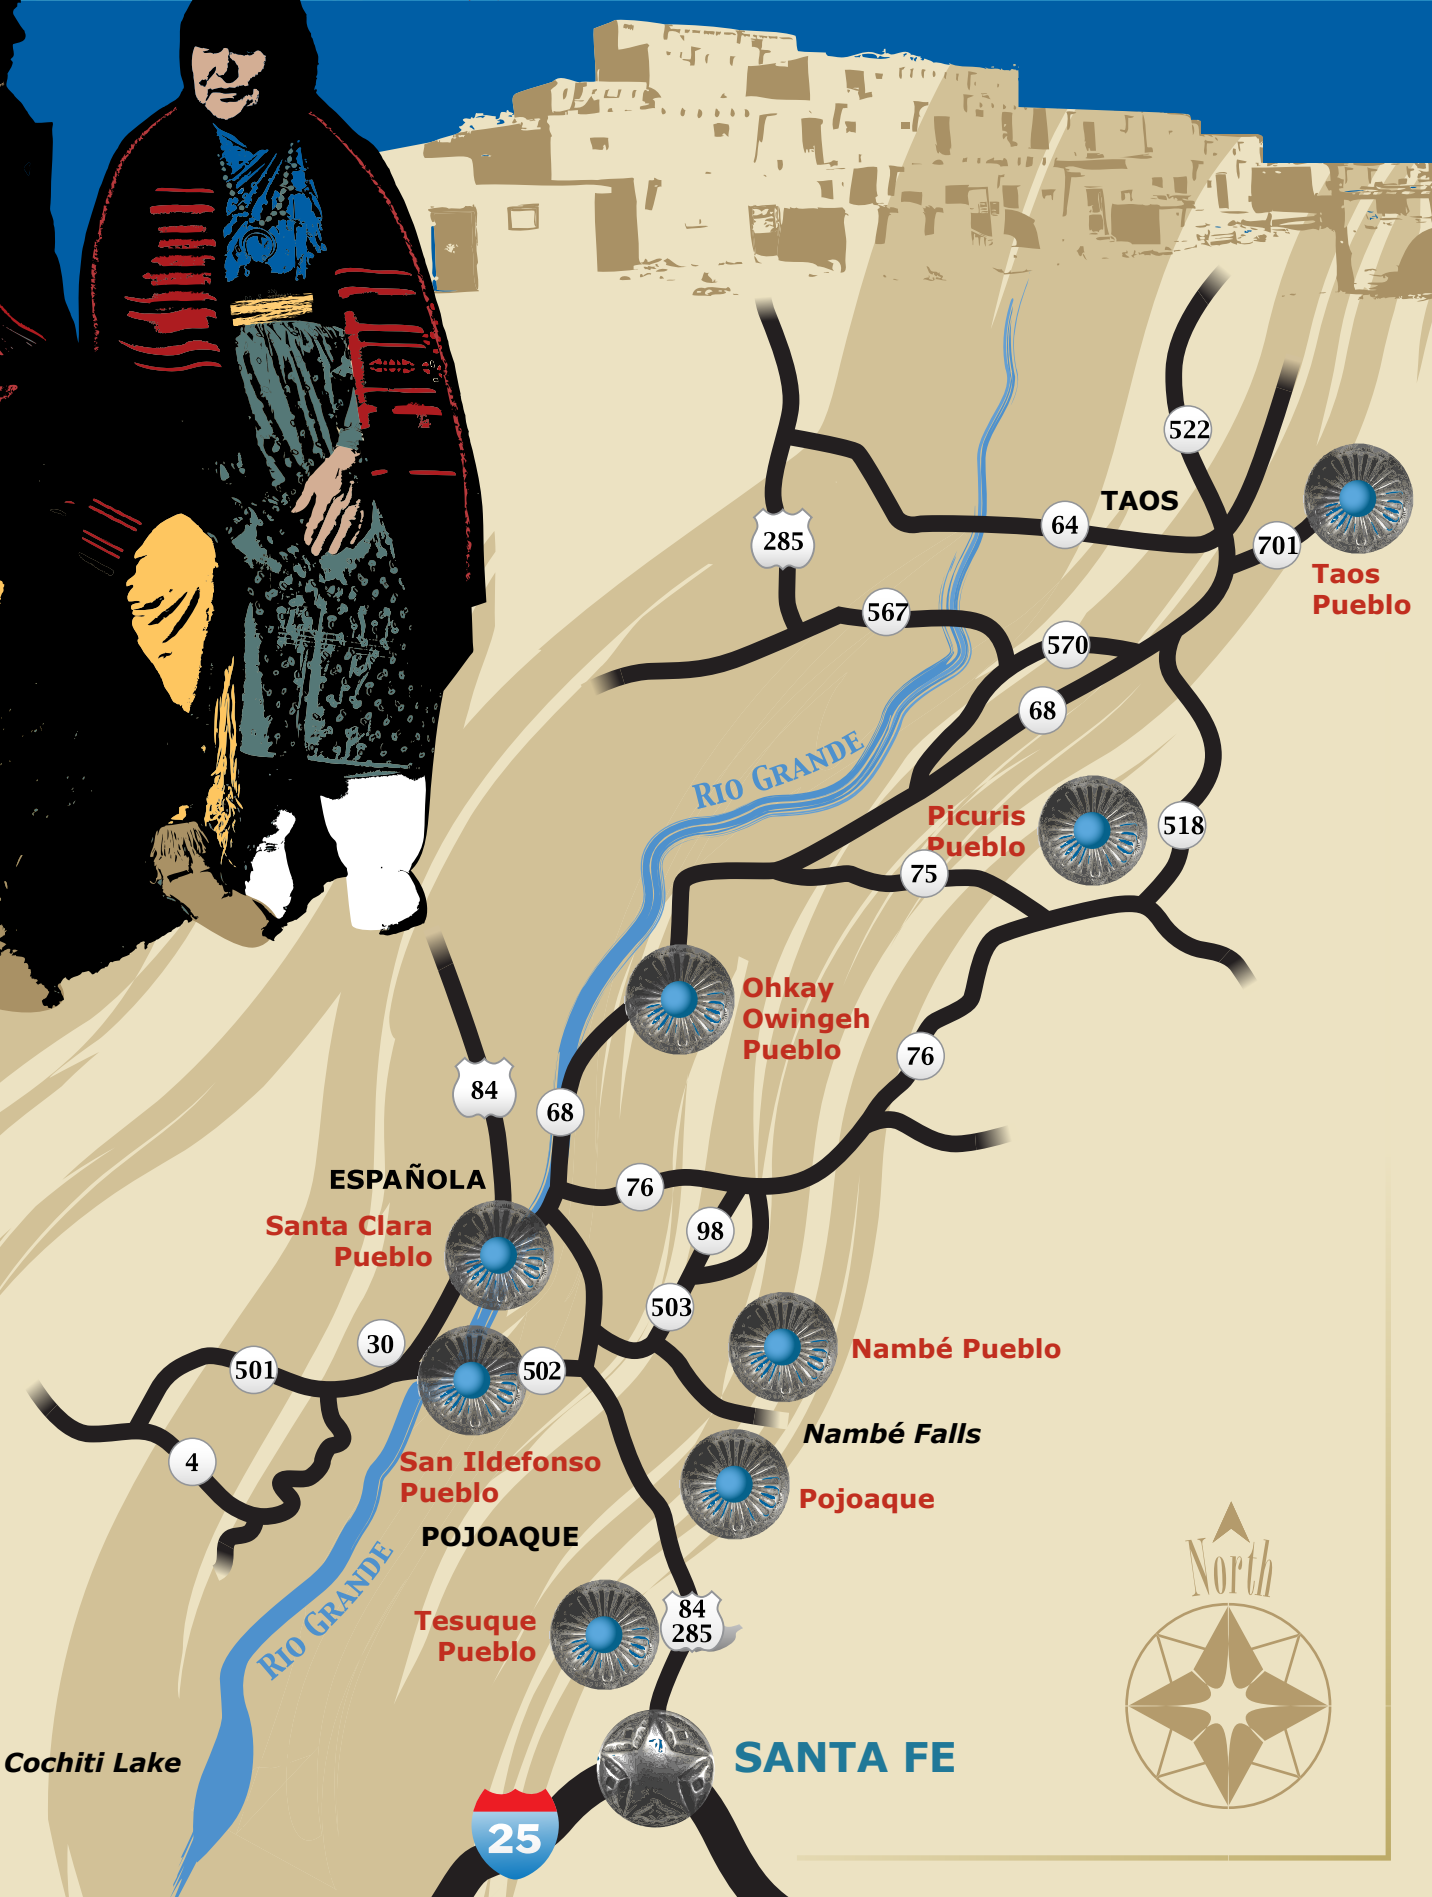 522
TAOS
64
285
701
Taos
Pueblo
567
570
68
RIO GRANDE
Picuris
Pueblo
518
75
Ohkay
Owingeh
Pueblo
76
84
68
ESPAÑOLA
76
Santa Clara
Pueblo
98
503
30
Nambé Pueblo
501
502
Nambé Falls
4
San Ildefonso
Pueblo
Pojoaque
POJOAQUE
North
RIO GRANDE
84
285
Tesuque
Pueblo
SANTA FE
Cochiti Lake
25